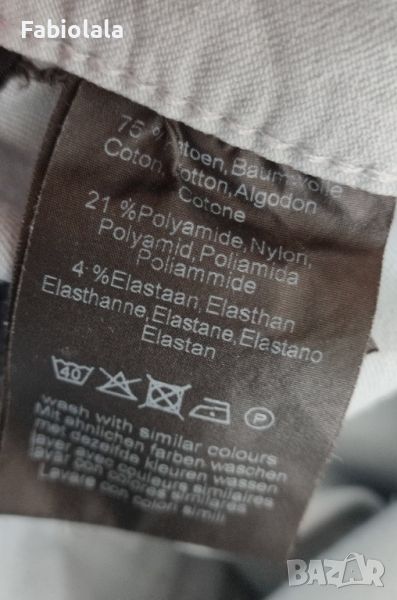 Fabiolala
75 %
Baumwolle
Coton, Cotton, Algodon
Cotone
21 %Polyamide, Nylon,
Polyamid, Poliamida
Poliammide
4 %Elastaan, Elasthan
Elasthanne, Elastane, Elastano
Elastan
40
P
wash with similar colours
Mit ähnlichen farben waschen
met dezelfde kleuren wassen
laver avec couleurs similaires
lavar con colores similares
Lavare con colori simili
BAZAR